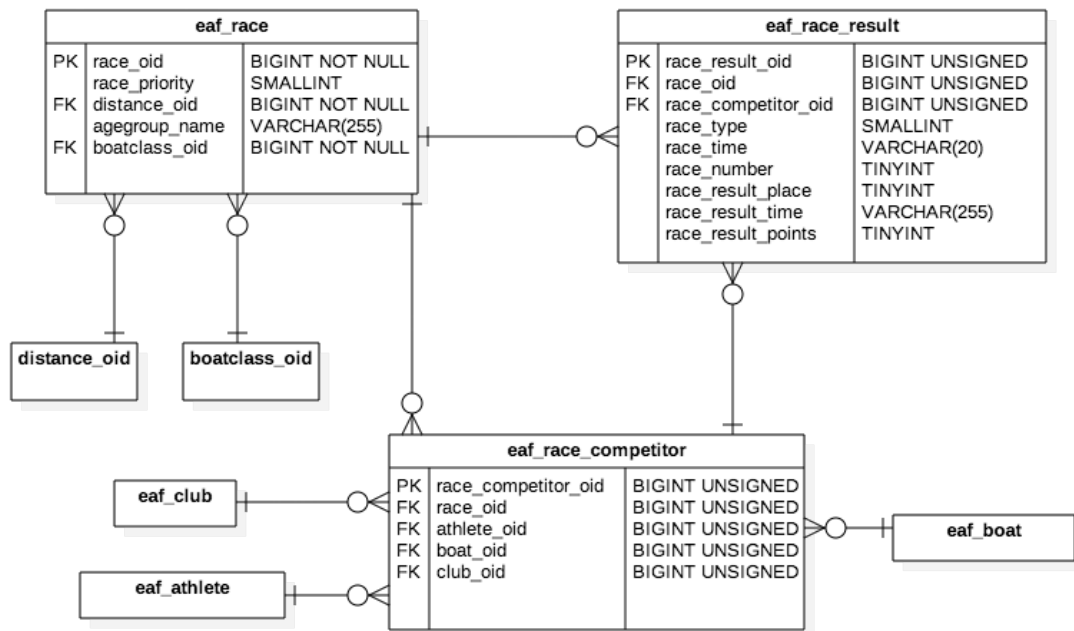 eaf_race
PK race_oid BIGINT NOT NULL
race_priority SMALLINT
FK distance_oid BIGINT NOT NULL
agegroup_name VARCHAR(255)
FK boatclass_oid BIGINT NOT NULL
eaf_race_result
PK race_result_oid BIGINT UNSIGNED
FK race_oid BIGINT UNSIGNED
FK race_competitor_oid BIGINT UNSIGNED
race_type SMALLINT
race_time VARCHAR(20)
race_number TINYINT
race_result_place TINYINT
race_result_time VARCHAR(255)
race_result_points TINYINT
distance_oid
boatclass_oid
eaf_race_competitor
PK race_competitor_oid BIGINT UNSIGNED
FK race_oid BIGINT UNSIGNED
FK athlete_oid BIGINT UNSIGNED
FK boat_oid BIGINT UNSIGNED
FK club_oid BIGINT UNSIGNED
eaf_club
eaf_athlete
eaf_boat